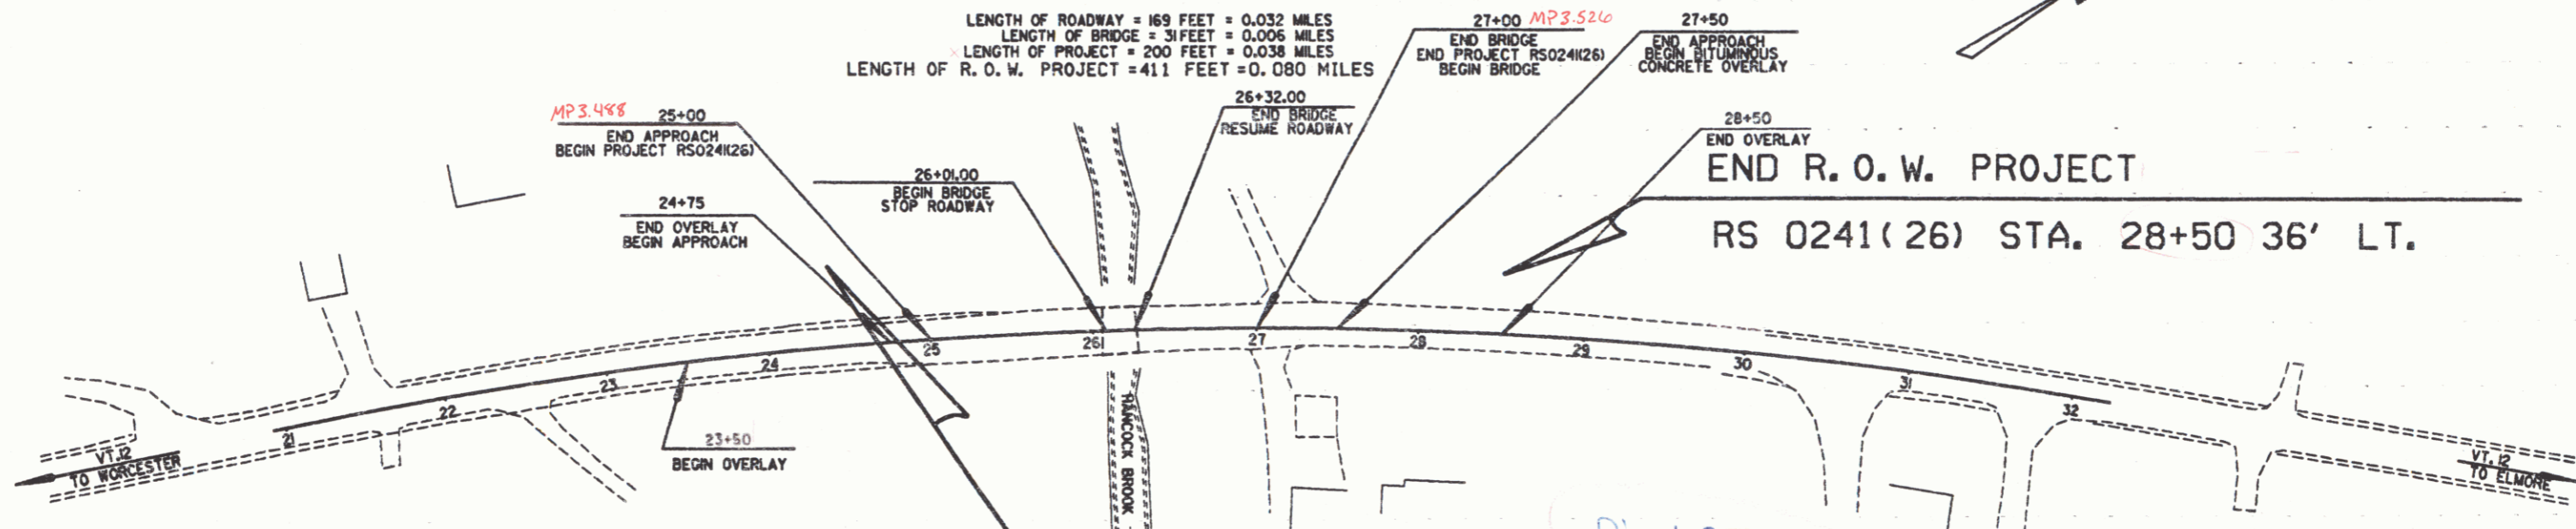 LENGTH OF ROADWAY = 169 FEET = 0.032 MILES
LENGTH OF BRIDGE = 31 FEET = 0.006 MILES
LENGTH OF PROJECT = 200 FEET = 0.038 MILES
LENGTH OF R. O. W. PROJECT = 411 FEET = 0. 080 MILES
27+00 MP3.526
END BRIDGE
END PROJECT RS0241(26)
BEGIN BRIDGE
27+50
END APPROACH
BEGIN BITUMINOUS
CONCRETE OVERLAY
MP3.488 25+00
END APPROACH
BEGIN PROJECT RS0241(26)
26+32.00
END BRIDGE
RESUME ROADWAY
28+50
END OVERLAY
END R. O. W. PROJECT
RS 0241(26) STA. 28+50 36' LT.
26+01.00
BEGIN BRIDGE
STOP ROADWAY
24+75
END OVERLAY
BEGIN APPROACH
21
22
23
24
25
26
27
28
29
30
31
32
23+50
BEGIN OVERLAY
HANCOCK BROOK
VT.12
TO WORCESTER
VT. 12
TO ELMORE